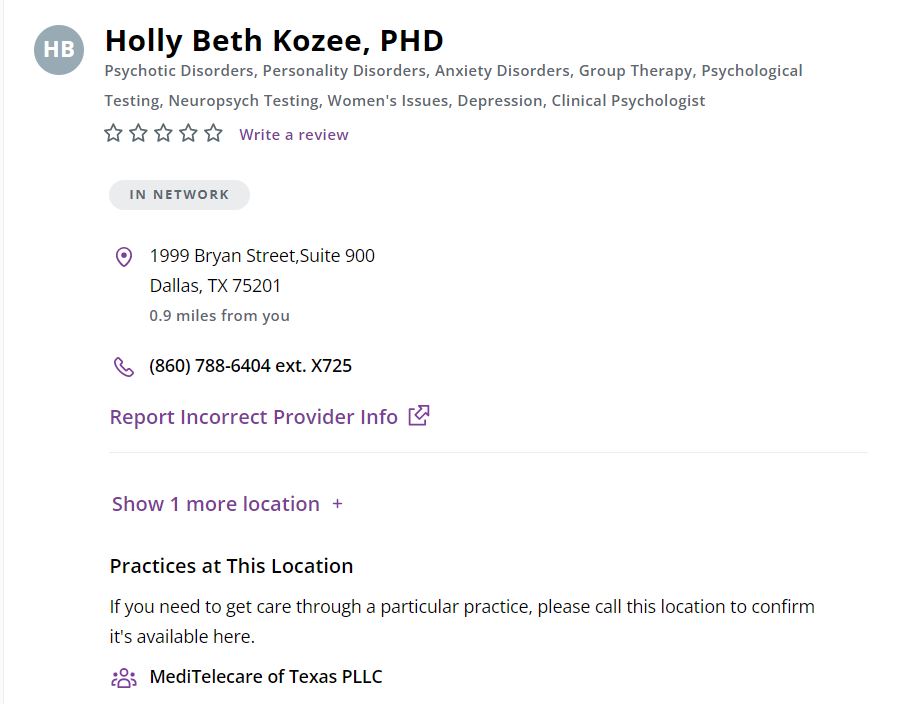 HB
Holly Beth Kozee, PHD
Psychotic Disorders, Personality Disorders, Anxiety Disorders, Group Therapy, Psychological
Testing, Neuropsych Testing, Women's Issues, Depression, Clinical Psychologist
Write a review
IN NETWORK
1999 Bryan Street,Suite 900
Dallas, TX 75201
0.9 miles from you
(860) 788-6404 ext. X725
Report Incorrect Provider Info
Show 1 more location +
Practices at This Location
If you need to get care through a particular practice, please call this location to confirm
it's available here.
MediTelecare of Texas PLLC